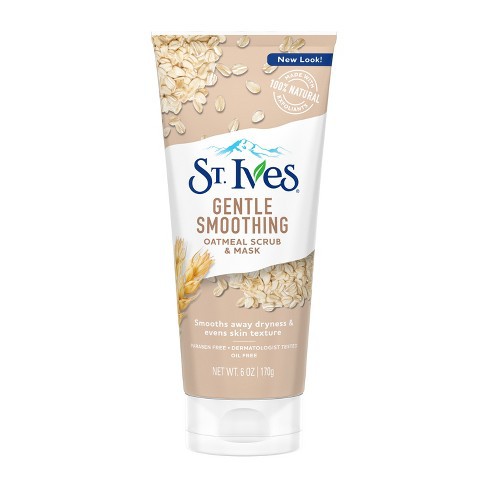 New Look!
MADE WITH
100% NATURAL
EXFOLIANTS
ST. IVES
GENTLE
SMOOTHING
OATMEAL SCRUB
& MASK
Smooths away dryness &
evens skin texture
PARABEN FREE • DERMATOLOGIST TESTED
OIL FREE
NET WT. 6 OZ | 170g